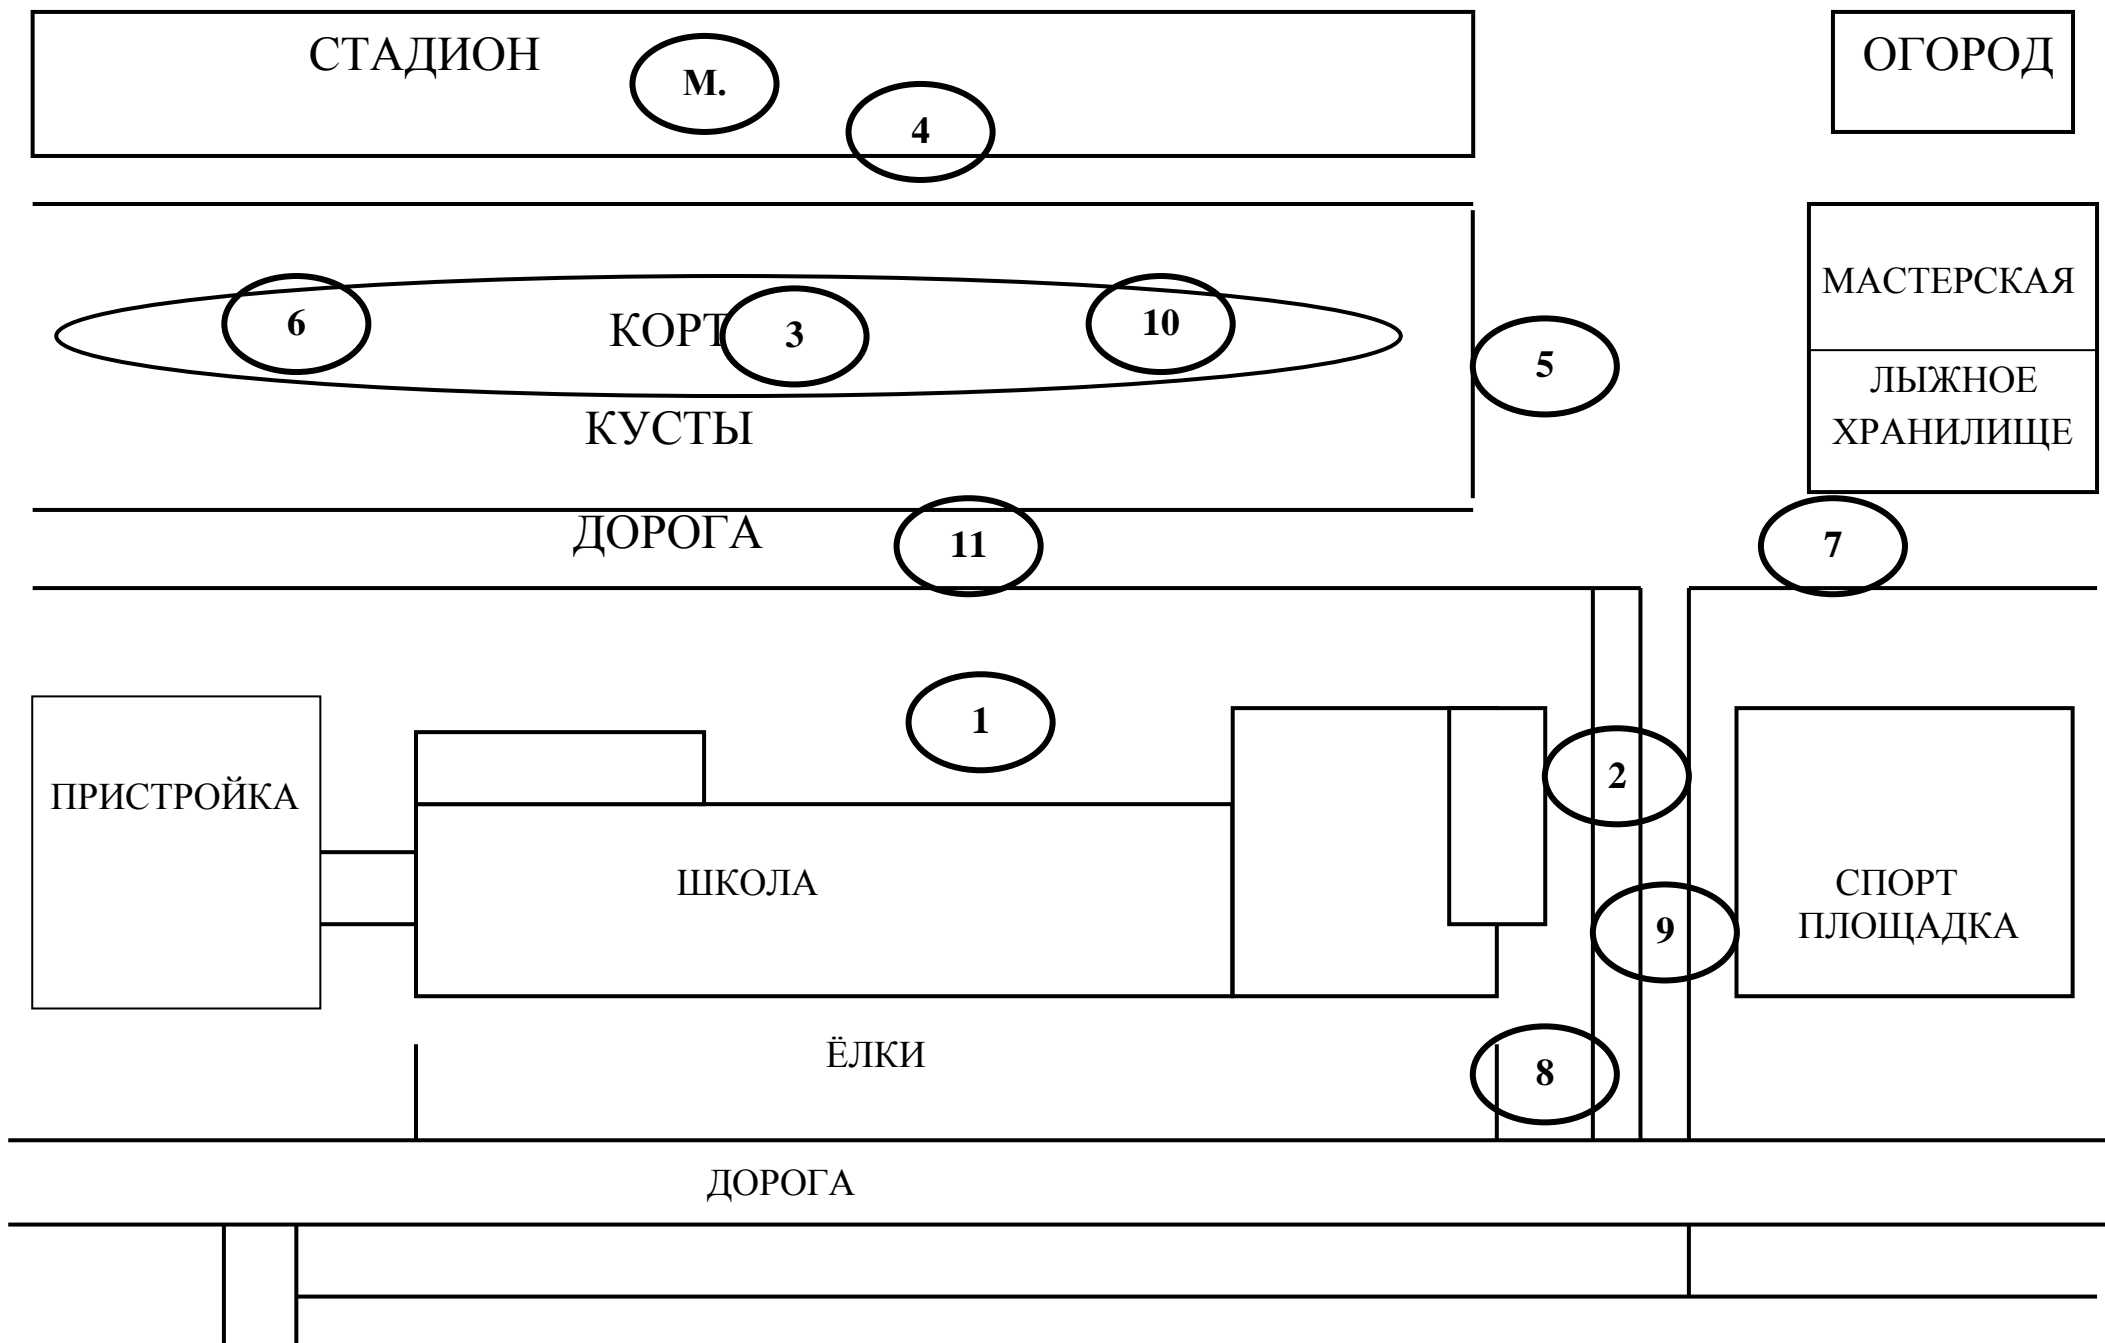 СТАДИОН
М.
4
ОГОРОД
6
КОРТ
3
10
5
МАСТЕРСКАЯ
ЛЫЖНОЕ
ХРАНИЛИЩЕ
КУСТЫ
ДОРОГА
11
7
1
2
ПРИСТРОЙКА
ШКОЛА
9
СПОРТ
ПЛОЩАДКА
ЁЛКИ
8
ДОРОГА